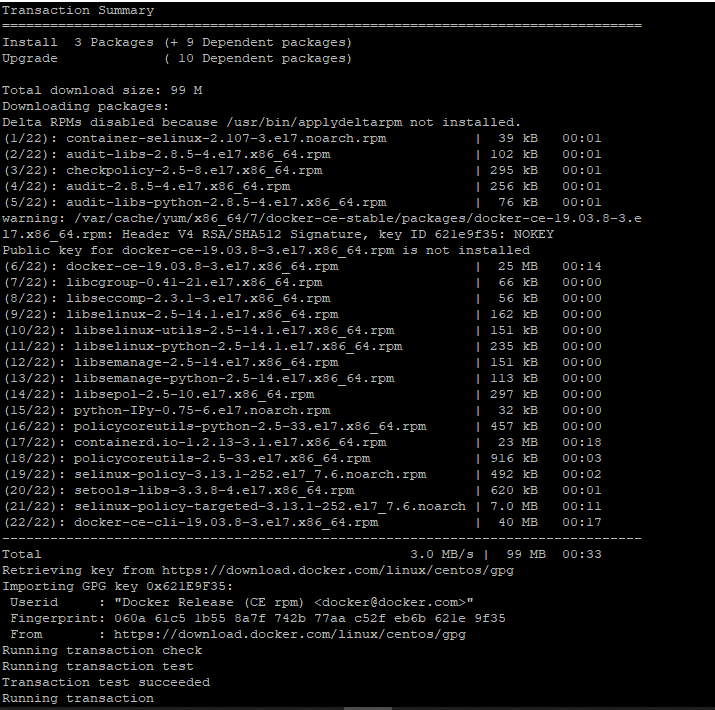 Transaction Summary
================================================================================
Install  3 Packages (+ 9 Dependent packages)
Upgrade             ( 10 Dependent packages)
Total download size: 99 M
Downloading packages:
Delta RPMs disabled because /usr/bin/applydeltarpm not installed.
(1/22): container-selinux-2.107-3.el7.noarch.rpm           |  39 kB   00:01
(2/22): audit-libs-2.8.5-4.el7.x86_64.rpm                  | 102 kB   00:01
(3/22): checkpolicy-2.5-8.el7.x86_64.rpm                   | 295 kB   00:01
(4/22): audit-2.8.5-4.el7.x86_64.rpm                       | 256 kB   00:01
(5/22): audit-libs-python-2.8.5-4.el7.x86_64.rpm           |  76 kB   00:01
warning: /var/cache/yum/x86_64/7/docker-ce-stable/packages/docker-ce-19.03.8-3.e
l7.x86_64.rpm: Header V4 RSA/SHA512 Signature, key ID 621e9f35: NOKEY
Public key for docker-ce-19.03.8-3.el7.x86_64.rpm is not installed
(6/22): docker-ce-19.03.8-3.el7.x86_64.rpm                 |  25 MB   00:14
(7/22): libcgroup-0.41-21.el7.x86_64.rpm                   |  66 kB   00:00
(8/22): libseccomp-2.3.1-3.el7.x86_64.rpm                  |  56 kB   00:00
(9/22): libselinux-2.5-14.1.el7.x86_64.rpm                 | 162 kB   00:00
(10/22): libselinux-utils-2.5-14.1.el7.x86_64.rpm          | 151 kB   00:00
(11/22): libselinux-python-2.5-14.1.el7.x86_64.rpm         | 235 kB   00:00
(12/22): libsemanage-2.5-14.el7.x86_64.rpm                 | 151 kB   00:00
(13/22): libsemanage-python-2.5-14.el7.x86_64.rpm          | 113 kB   00:00
(14/22): libsepol-2.5-10.el7.x86_64.rpm                    | 297 kB   00:00
(15/22): python-IPy-0.75-6.el7.noarch.rpm                  |  32 kB   00:00
(16/22): policycoreutils-python-2.5-33.el7.x86_64.rpm      | 457 kB   00:00
(17/22): containerd.io-1.2.13-3.1.el7.x86_64.rpm           |  23 MB   00:18
(18/22): policycoreutils-2.5-33.el7.x86_64.rpm             | 916 kB   00:03
(19/22): selinux-policy-3.13.1-252.el7_7.6.noarch.rpm      | 492 kB   00:02
(20/22): setools-libs-3.3.8-4.el7.x86_64.rpm               | 620 kB   00:01
(21/22): selinux-policy-targeted-3.13.1-252.el7_7.6.noarch | 7.0 MB   00:11
(22/22): docker-ce-cli-19.03.8-3.el7.x86_64.rpm            |  40 MB   00:17
--------------------------------------------------------------------------------
Total                                              3.0 MB/s |  99 MB  00:33
Retrieving key from https://download.docker.com/linux/centos/gpg
Importing GPG key 0x621E9F35:
 Userid     : "Docker Release (CE rpm) <docker@docker.com>"
 Fingerprint: 060a 61c5 1b55 8a7f 742b 77aa c52f eb6b 621e 9f35
 From       : https://download.docker.com/linux/centos/gpg
Running transaction check
Running transaction test
Transaction test succeeded
Running transaction